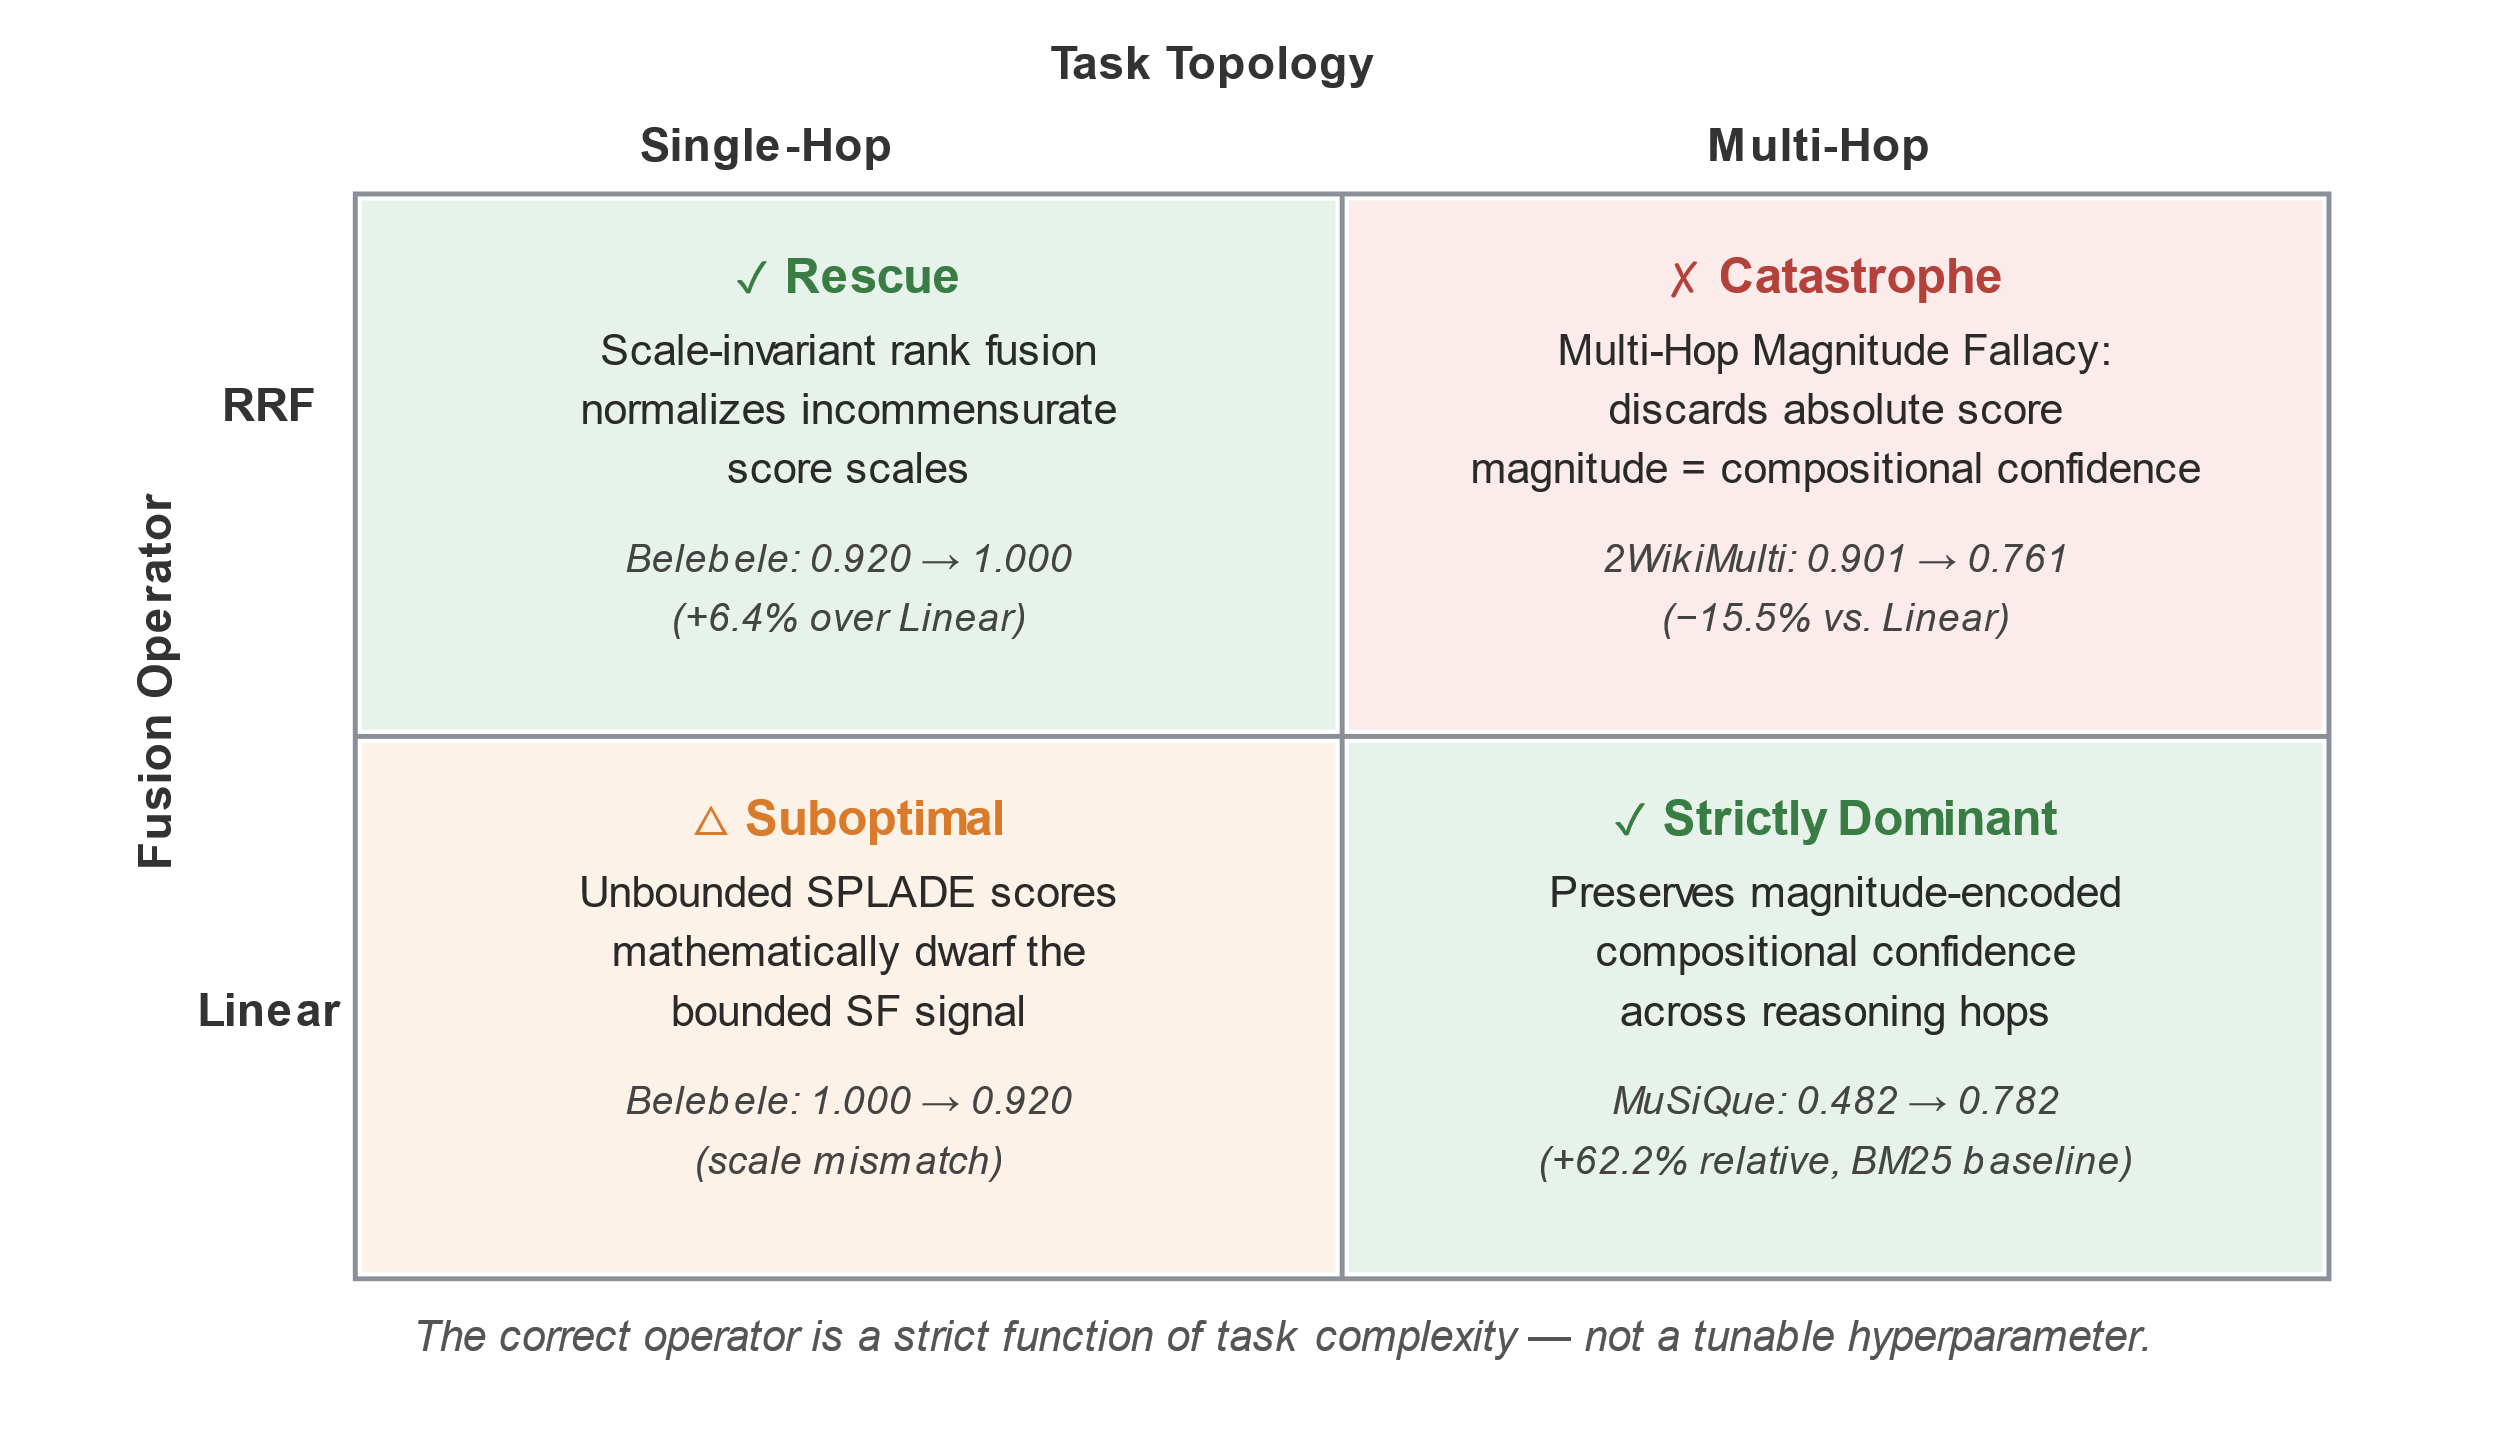 Task Topology
Single-Hop
Multi-Hop
Fusion Operator
RRF
✓ Rescue
Scale-invariant rank fusion
normalizes incommensurate
score scales
Belebele: 0.920 → 1.000
(+6.4% over Linear)
✗ Catastrophe
Multi-Hop Magnitude Fallacy:
discards absolute score
magnitude = compositional confidence
2WikiMulti: 0.901 → 0.761
(−15.5% vs. Linear)
Linear
△ Suboptimal
Unbounded SPLADE scores
mathematically dwarf the
bounded SF signal
Belebele: 1.000 → 0.920
(scale mismatch)
✓ Strictly Dominant
Preserves magnitude-encoded
compositional confidence
across reasoning hops
MuSiQue: 0.482 → 0.782
(+62.2% relative, BM25 baseline)
The correct operator is a strict function of task complexity — not a tunable hyperparameter.